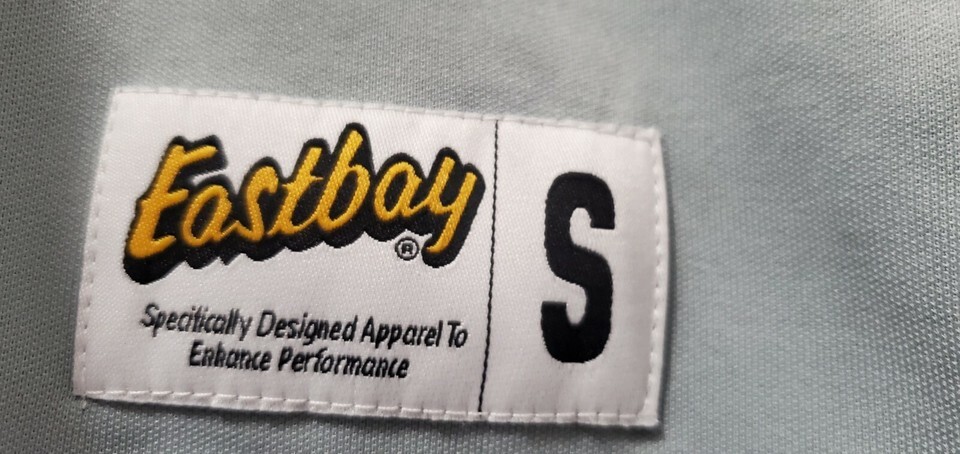 Eastbay®
Specifically Designed Apparel To
Enhance Performance
S